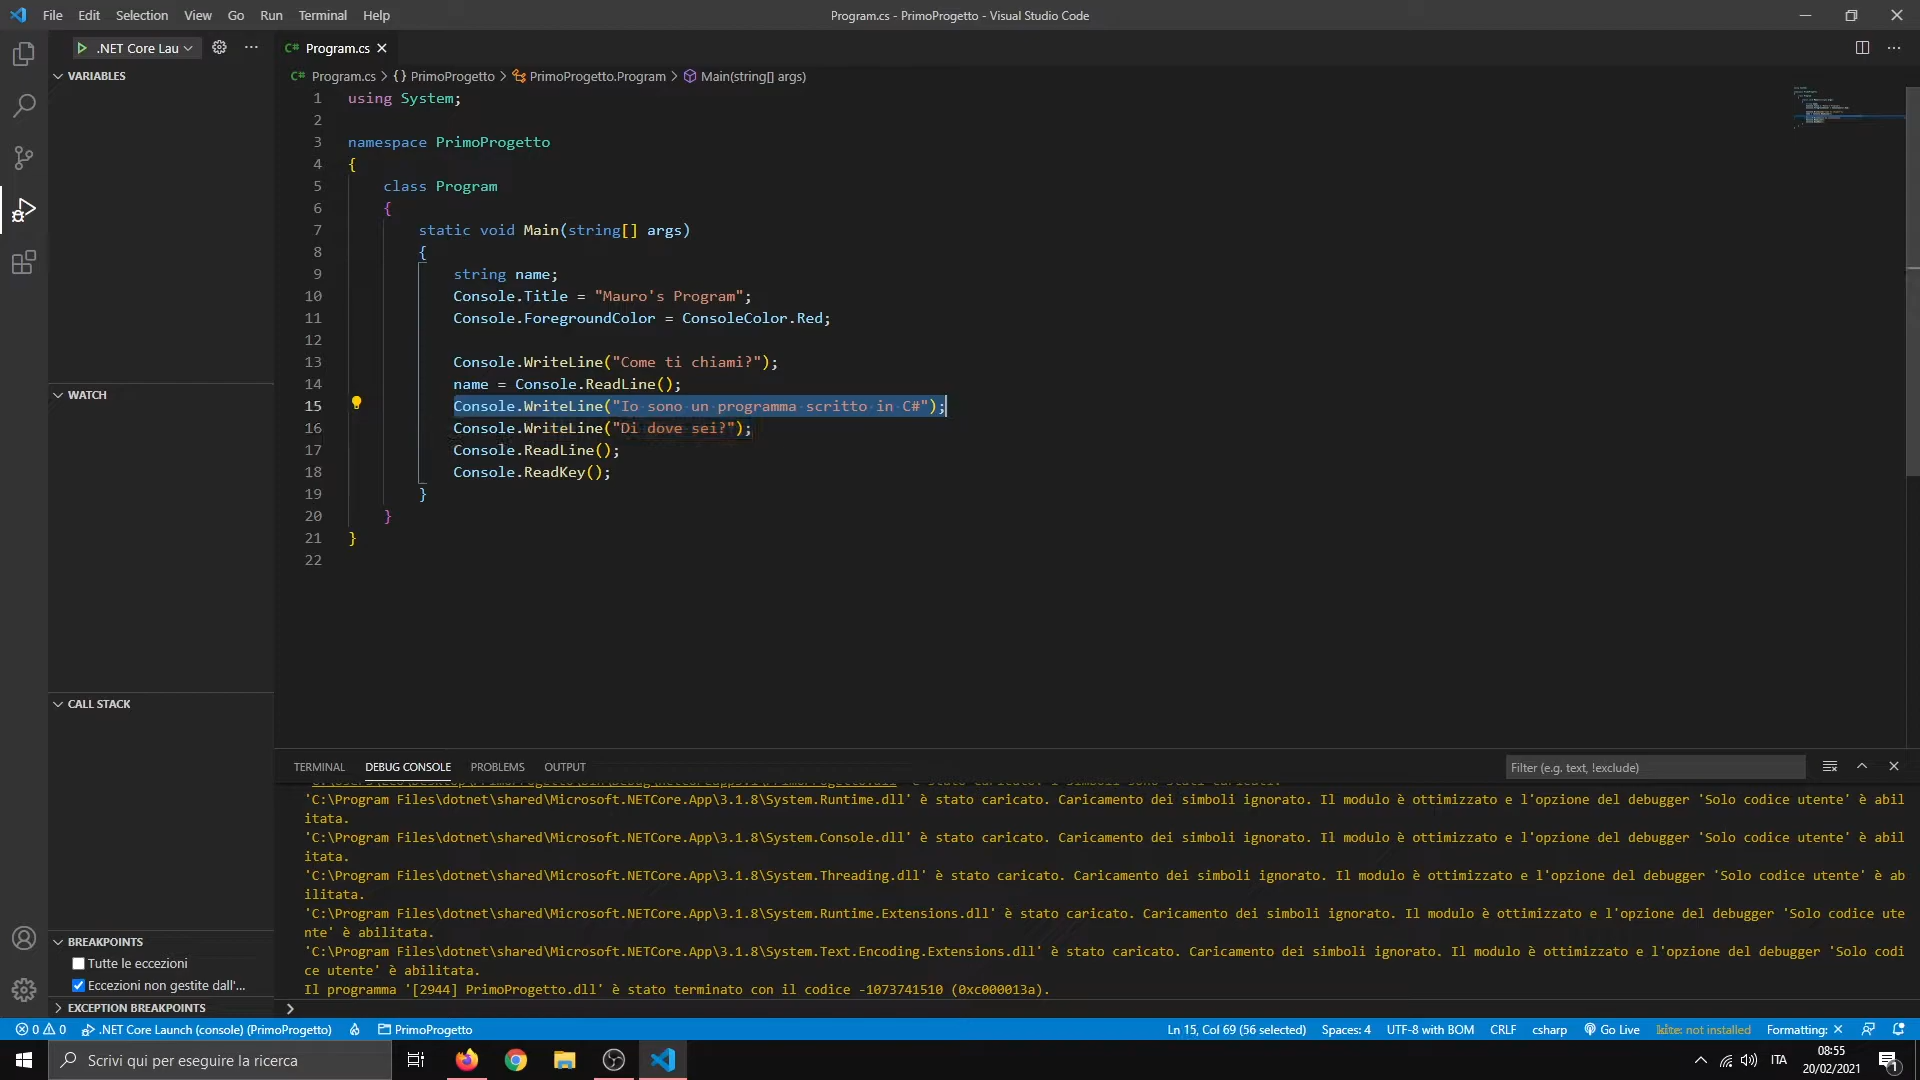 File Edit Selection View Go Run Terminal Help
Program.cs - PrimoProgetto - Visual Studio Code
.NET Core Lau
C# Program.cs
VARIABLES
C# Program.cs > {} PrimoProgetto > PrimoProgetto.Program > Main(string[] args)
1 using System;
2
3 namespace PrimoProgetto
4 {
5 class Program
6 {
7 static void Main(string[] args)
8 {
9 string name;
10 Console.Title = "Mauro's Program";
11 Console.ForegroundColor = ConsoleColor.Red;
12
13 Console.WriteLine("Come ti chiami?");
14 name = Console.ReadLine();
15 Console.WriteLine("Io sono un programma scritto in C#");
16 Console.WriteLine("Di dove sei?");
17 Console.ReadLine();
18 Console.ReadKey();
19 }
20 }
21 }
22
WATCH
CALL STACK
BREAKPOINTS
Tutte le eccezioni
Eccezioni non gestite dall'...
EXCEPTION BREAKPOINTS
TERMINAL DEBUG CONSOLE PROBLEMS OUTPUT
Filter (e.g. text, !exclude)
'C:\Program Files\dotnet\shared\Microsoft.NETCore.App\3.1.8\System.Runtime.dll' è stato caricato. Caricamento dei simboli ignorato. Il modulo è ottimizzato e l'opzione del debugger 'Solo codice utente' è abil
itata.
'C:\Program Files\dotnet\shared\Microsoft.NETCore.App\3.1.8\System.Console.dll' è stato caricato. Caricamento dei simboli ignorato. Il modulo è ottimizzato e l'opzione del debugger 'Solo codice utente' è abil
itata.
'C:\Program Files\dotnet\shared\Microsoft.NETCore.App\3.1.8\System.Threading.dll' è stato caricato. Caricamento dei simboli ignorato. Il modulo è ottimizzato e l'opzione del debugger 'Solo codice utente' è ab
ilitata.
'C:\Program Files\dotnet\shared\Microsoft.NETCore.App\3.1.8\System.Runtime.Extensions.dll' è stato caricato. Caricamento dei simboli ignorato. Il modulo è ottimizzato e l'opzione del debugger 'Solo codice ute
nte' è abilitata.
'C:\Program Files\dotnet\shared\Microsoft.NETCore.App\3.1.8\System.Text.Encoding.Extensions.dll' è stato caricato. Caricamento dei simboli ignorato. Il modulo è ottimizzato e l'opzione del debugger 'Solo codi
ce utente' è abilitata.
Il programma '[2944] PrimoProgetto.dll' è stato terminato con il codice -1073741510 (0xc000013a).
0 0 .NET Core Launch (console) (PrimoProgetto) PrimoProgetto
Ln 15, Col 69 (56 selected) Spaces: 4 UTF-8 with BOM CRLF csharp Go Live kite: not installed Formatting: X
Scrivi qui per eseguire la ricerca
ITA
08:55
20/02/2021
1